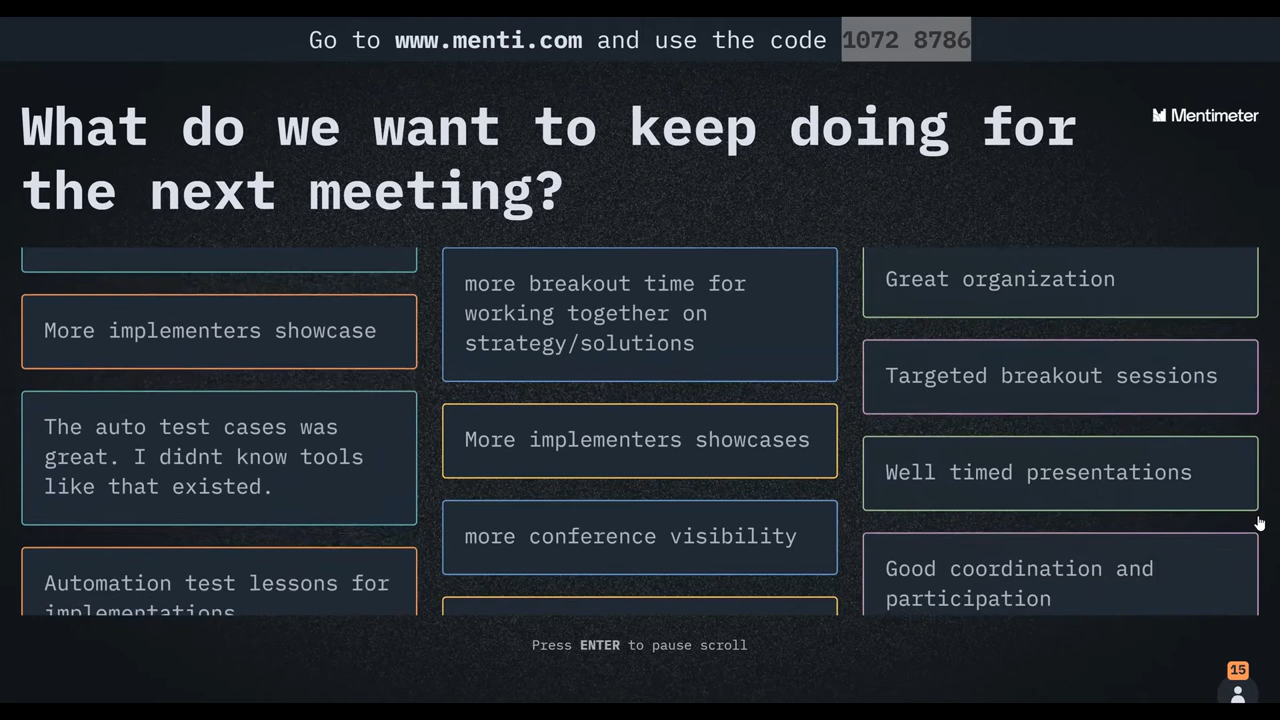 Go to www.menti.com and use the code 1072 8786
What do we want to keep doing for
the next meeting?
Mentimeter
More implementers showcase
The auto test cases was
great. I didnt know tools
like that existed.
Automation test lessons for
implementations
more breakout time for
working together on
strategy/solutions
More implementers showcases
more conference visibility
Great organization
Targeted breakout sessions
Well timed presentations
Good coordination and
participation
Press ENTER to pause scroll
15